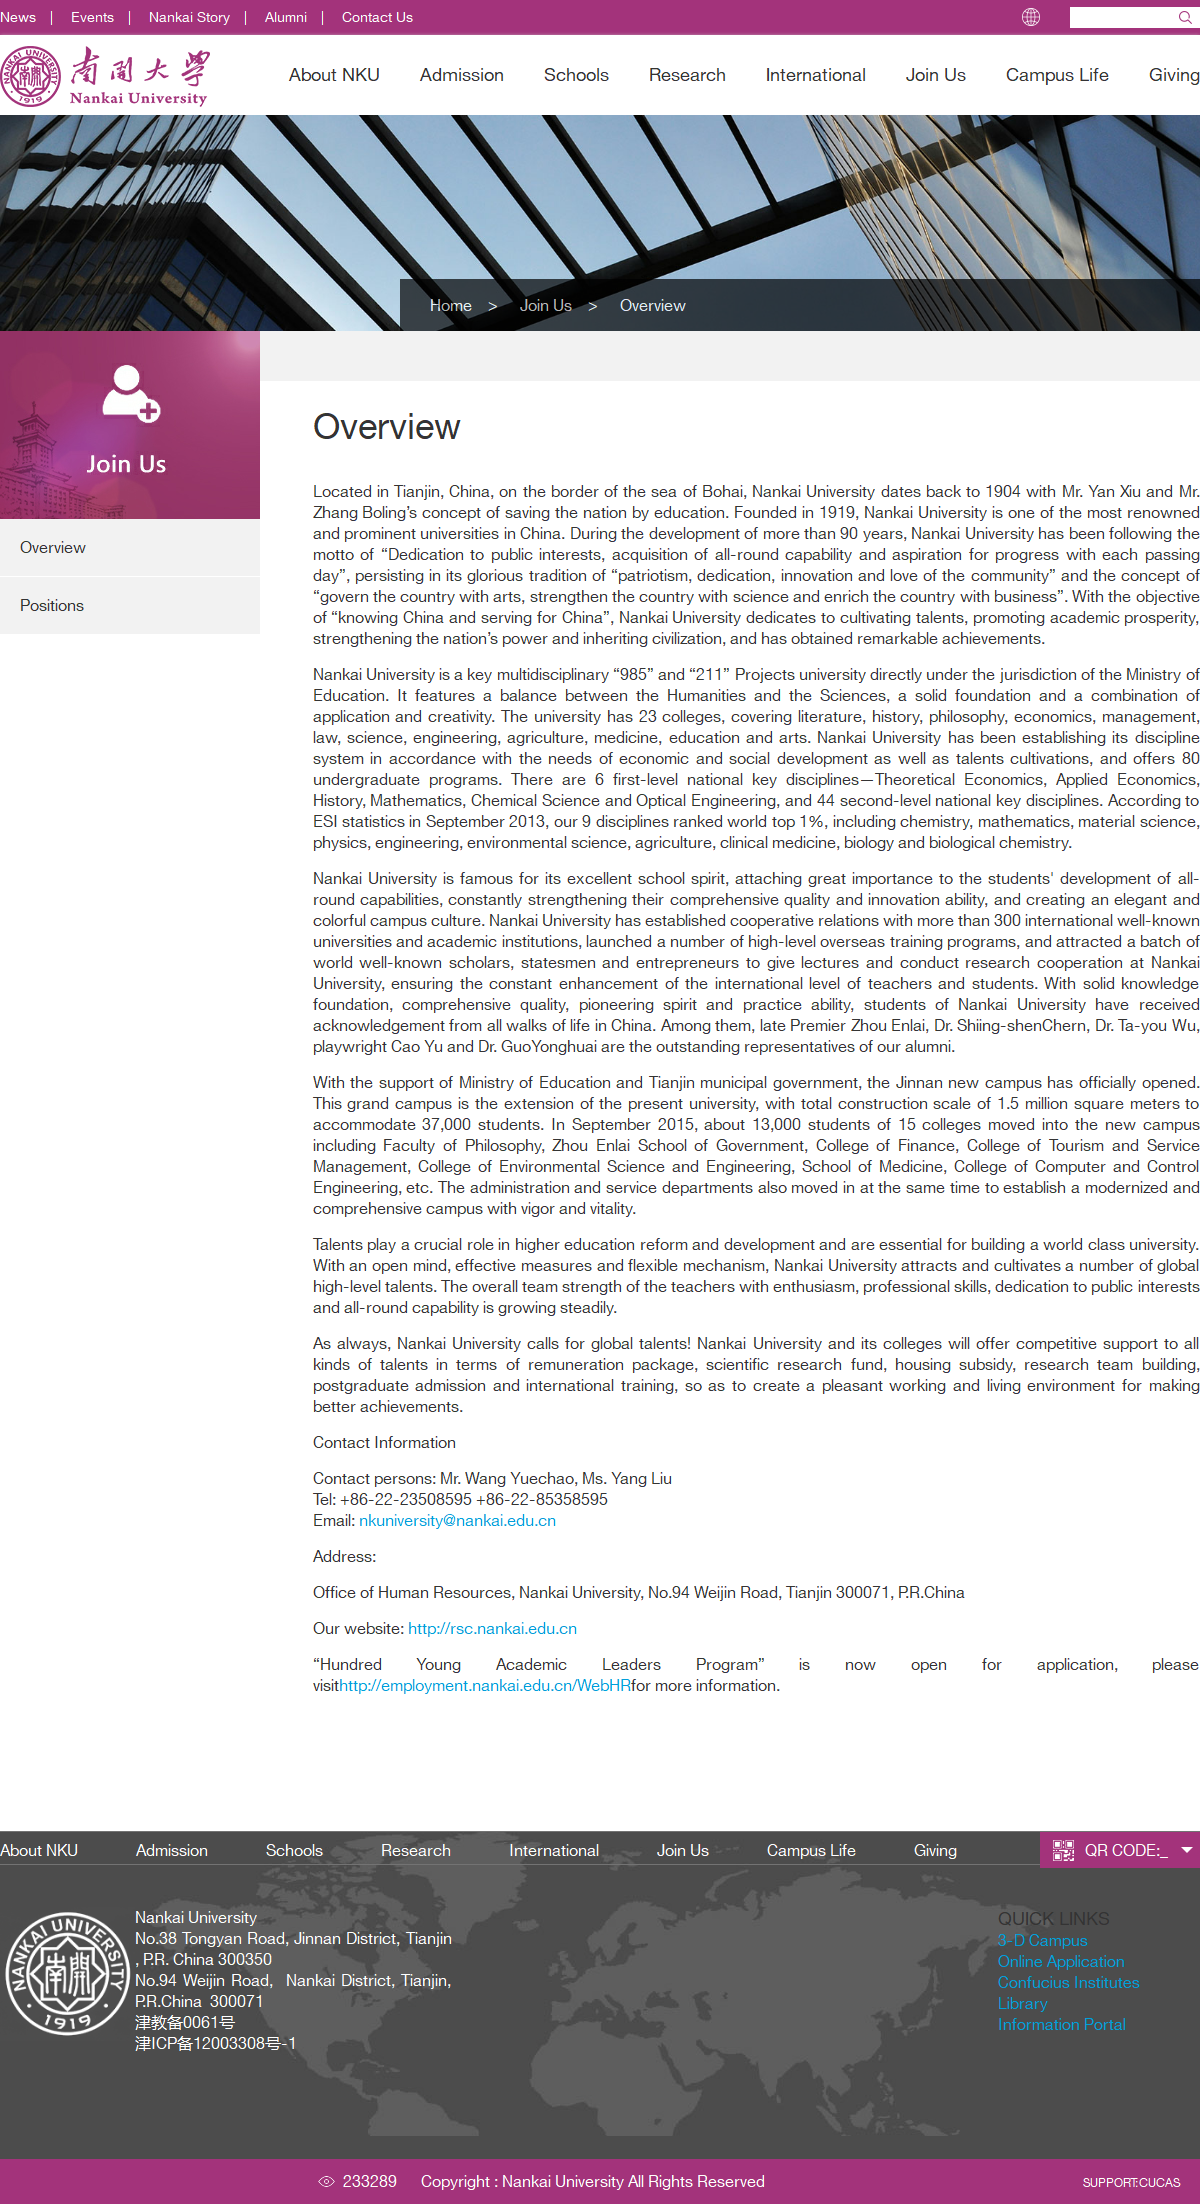 News | Events | Nankai Story | Alumni | Contact Us
NANKAI UNIVERSITY 1919
南開大學
Nankai University
About NKU Admission Schools Research International Join Us Campus Life Giving
Home > Join Us > Overview
Join Us
Overview
Positions
Overview
Located in Tianjin, China, on the border of the sea of Bohai, Nankai University dates back to 1904 with Mr. Yan Xiu and Mr.
Zhang Boling’s concept of saving the nation by education. Founded in 1919, Nankai University is one of the most renowned
and prominent universities in China. During the development of more than 90 years, Nankai University has been following the
motto of “Dedication to public interests, acquisition of all-round capability and aspiration for progress with each passing
day”, persisting in its glorious tradition of “patriotism, dedication, innovation and love of the community” and the concept of
“govern the country with arts, strengthen the country with science and enrich the country with business”. With the objective
of “knowing China and serving for China”, Nankai University dedicates to cultivating talents, promoting academic prosperity,
strengthening the nation’s power and inheriting civilization, and has obtained remarkable achievements.
Nankai University is a key multidisciplinary “985” and “211” Projects university directly under the jurisdiction of the Ministry of
Education. It features a balance between the Humanities and the Sciences, a solid foundation and a combination of
application and creativity. The university has 23 colleges, covering literature, history, philosophy, economics, management,
law, science, engineering, agriculture, medicine, education and arts. Nankai University has been establishing its discipline
system in accordance with the needs of economic and social development as well as talents cultivations, and offers 80
undergraduate programs. There are 6 first-level national key disciplines—Theoretical Economics, Applied Economics,
History, Mathematics, Chemical Science and Optical Engineering, and 44 second-level national key disciplines. According to
ESI statistics in September 2013, our 9 disciplines ranked world top 1%, including chemistry, mathematics, material science,
physics, engineering, environmental science, agriculture, clinical medicine, biology and biological chemistry.
Nankai University is famous for its excellent school spirit, attaching great importance to the students' development of all-
round capabilities, constantly strengthening their comprehensive quality and innovation ability, and creating an elegant and
colorful campus culture. Nankai University has established cooperative relations with more than 300 international well-known
universities and academic institutions, launched a number of high-level overseas training programs, and attracted a batch of
world well-known scholars, statesmen and entrepreneurs to give lectures and conduct research cooperation at Nankai
University, ensuring the constant enhancement of the international level of teachers and students. With solid knowledge
foundation, comprehensive quality, pioneering spirit and practice ability, students of Nankai University have received
acknowledgement from all walks of life in China. Among them, late Premier Zhou Enlai, Dr. Shiing-shenChern, Dr. Ta-you Wu,
playwright Cao Yu and Dr. GuoYonghuai are the outstanding representatives of our alumni.
With the support of Ministry of Education and Tianjin municipal government, the Jinnan new campus has officially opened.
This grand campus is the extension of the present university, with total construction scale of 1.5 million square meters to
accommodate 37,000 students. In September 2015, about 13,000 students of 15 colleges moved into the new campus
including Faculty of Philosophy, Zhou Enlai School of Government, College of Finance, College of Tourism and Service
Management, College of Environmental Science and Engineering, School of Medicine, College of Computer and Control
Engineering, etc. The administration and service departments also moved in at the same time to establish a modernized and
comprehensive campus with vigor and vitality.
Talents play a crucial role in higher education reform and development and are essential for building a world class university.
With an open mind, effective measures and flexible mechanism, Nankai University attracts and cultivates a number of global
high-level talents. The overall team strength of the teachers with enthusiasm, professional skills, dedication to public interests
and all-round capability is growing steadily.
As always, Nankai University calls for global talents! Nankai University and its colleges will offer competitive support to all
kinds of talents in terms of remuneration package, scientific research fund, housing subsidy, research team building,
postgraduate admission and international training, so as to create a pleasant working and living environment for making
better achievements.
Contact Information
Contact persons: Mr. Wang Yuechao, Ms. Yang Liu
Tel: +86-22-23508595 +86-22-85358595
Email: nkuniversity@nankai.edu.cn
Address:
Office of Human Resources, Nankai University, No.94 Weijin Road, Tianjin 300071, P.R.China
Our website: http://rsc.nankai.edu.cn
“Hundred Young Academic Leaders Program” is now open for application, please
visithttp://employment.nankai.edu.cn/WebHRfor more information.
About NKU Admission Schools Research International Join Us Campus Life Giving QR CODE:_
NANKAI UNIVERSITY 南開 1919
Nankai University
No.38 Tongyan Road, Jinnan District, Tianjin
, P.R. China 300350
No.94 Weijin Road, Nankai District, Tianjin,
P.R.China 300071
津教备0061号
津ICP备12003308号-1
QUICK LINKS
3-D Campus
Online Application
Confucius Institutes
Library
Information Portal
233289 Copyright : Nankai University All Rights Reserved
SUPPORT:CUCAS